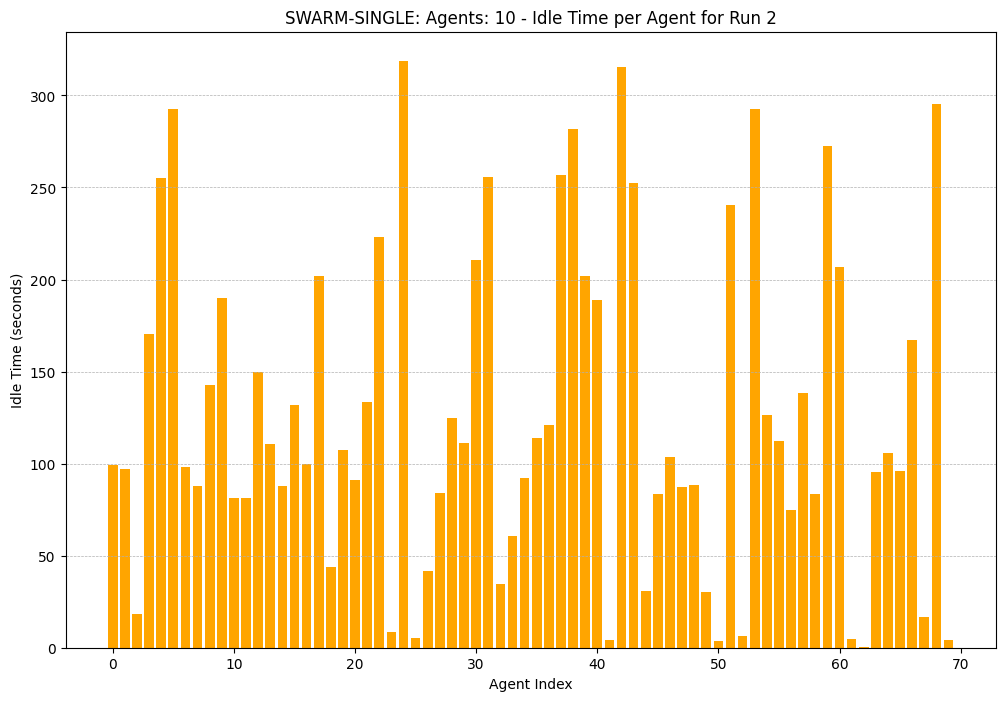 SWARM-SINGLE: Agents: 10 - Idle Time per Agent for Run 2
Idle Time (seconds)
300
250
200
150
100
50
0
0 10 20 30 40 50 60 70
Agent Index